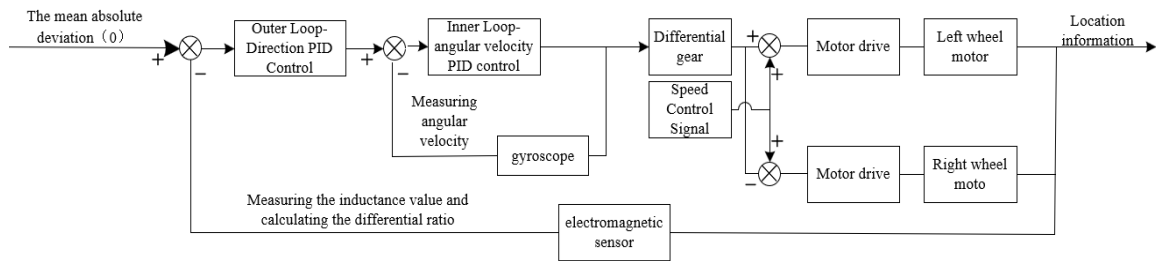 The mean absolute
deviation（0）
+
−
Outer Loop-
Direction PID
Control
+
−
Inner Loop-
angular velocity
PID control
Measuring
angular
velocity
gyroscope
Differential
gear
Speed
Control
Signal
+
+
Motor drive
Left wheel
motor
Location
information
+
−
Motor drive
Right wheel
moto
Measuring the inductance value and
calculating the differential ratio
electromagnetic
sensor